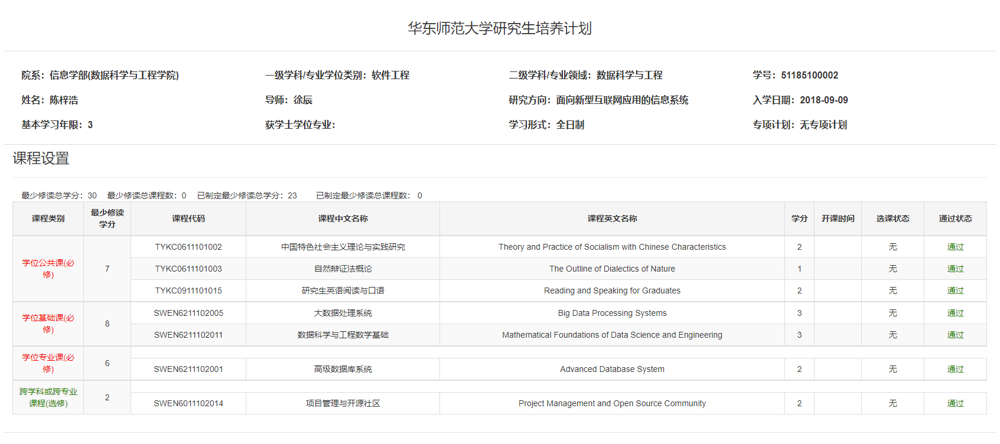 华东师范大学研究生培养计划
院系：信息学部(数据科学与工程学院) 一级学科/专业学位类别：软件工程 二级学科/专业领域：数据科学与工程 学号：51185100002
姓名：陈梓浩 导师：徐辰 研究方向：面向新型互联网应用的信息系统 入学日期：2018-09-09
基本学习年限：3 获学士学位专业： 学习形式：全日制 专项计划：无专项计划
课程设置
最少修读总学分：30 最少修读总课程数：0 已制定最少修读总学分：23 已制定最少修读总课程数： 0
课程类别 最少修读学分 课程代码 课程中文名称 课程英文名称 学分 开课时间 选课状态 通过状态
学位公共课(必修) 7 TYKC0611101002 中国特色社会主义理论与实践研究 Theory and Practice of Socialism with Chinese Characteristics 2 无 通过
TYKC0611101003 自然辩证法概论 The Outline of Dialectics of Nature 1 无 通过
TYKC0911101015 研究生英语阅读与口语 Reading and Speaking for Graduates 2 无 通过
学位基础课(必修) 8 SWEN6211102005 大数据处理系统 Big Data Processing Systems 3 无 通过
SWEN6211102011 数据科学与工程数学基础 Mathematical Foundations of Data Science and Engineering 3 无 通过
学位专业课(必修) 6 SWEN6211102001 高级数据库系统 Advanced Database System 2 无 通过
跨学科或跨专业课程(选修) 2 SWEN6011102014 项目管理与开源社区 Project Management and Open Source Community 2 无 通过